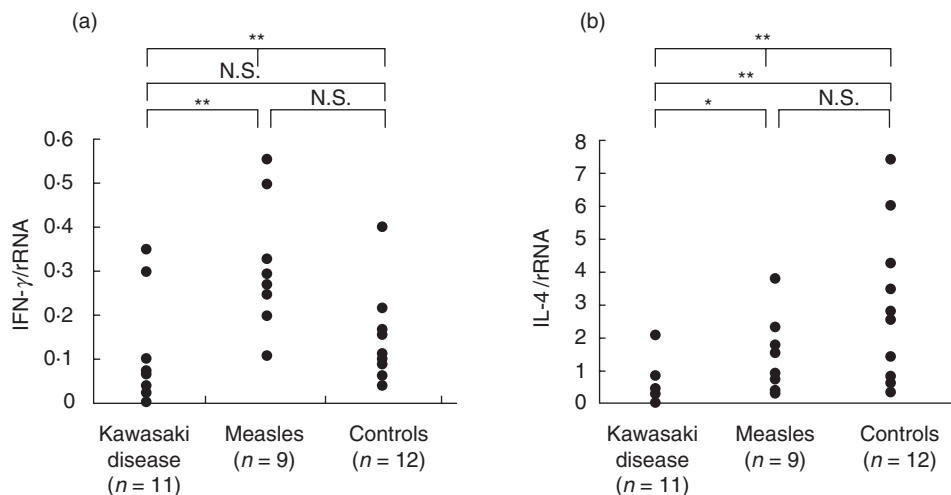 (a)
**
N.S.
**
N.S.
0·6
0·5
0·4
0·3
0·2
0·1
0
IFN-γ/rRNA
Kawasaki
disease
(n = 11)
Measles
(n = 9)
Controls
(n = 12)
(b)
**
**
*
N.S.
8
7
6
5
4
3
2
1
0
IL-4/rRNA
Kawasaki
disease
(n = 11)
Measles
(n = 9)
Controls
(n = 12)